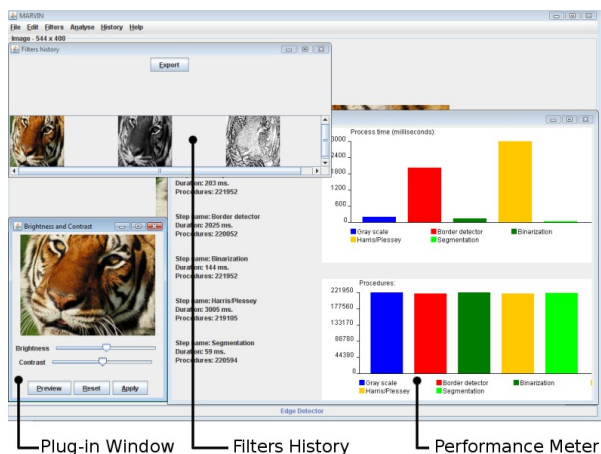 MARVIN
File Edit Filters Analyse History Help
Image - 544 x 408
Filters history
Export
Process time (milliseconds):
3000
2400
1800
1200
600
0
Gray scale Border detector Binarization
Harris/Plessey Segmentation
Duration: 203 ms.
Procedures: 221952
Step name: Border detector
Duration: 2025 ms.
Procedures: 220052
Step name: Binarization
Duration: 144 ms.
Procedures: 221952
Step name: Harris/Plessey
Duration: 3005 ms.
Procedures: 219105
Step name: Segmentation
Duration: 59 ms.
Procedures: 220594
Brightness and Contrast
Brightness
Contrast
Preview Reset Apply
Procedures:
221950
177560
133170
88780
44390
0
Gray scale Border detector Binarization
Harris/Plessey Segmentation
Edge Detector
Plug-in Window Filters History Performance Meter